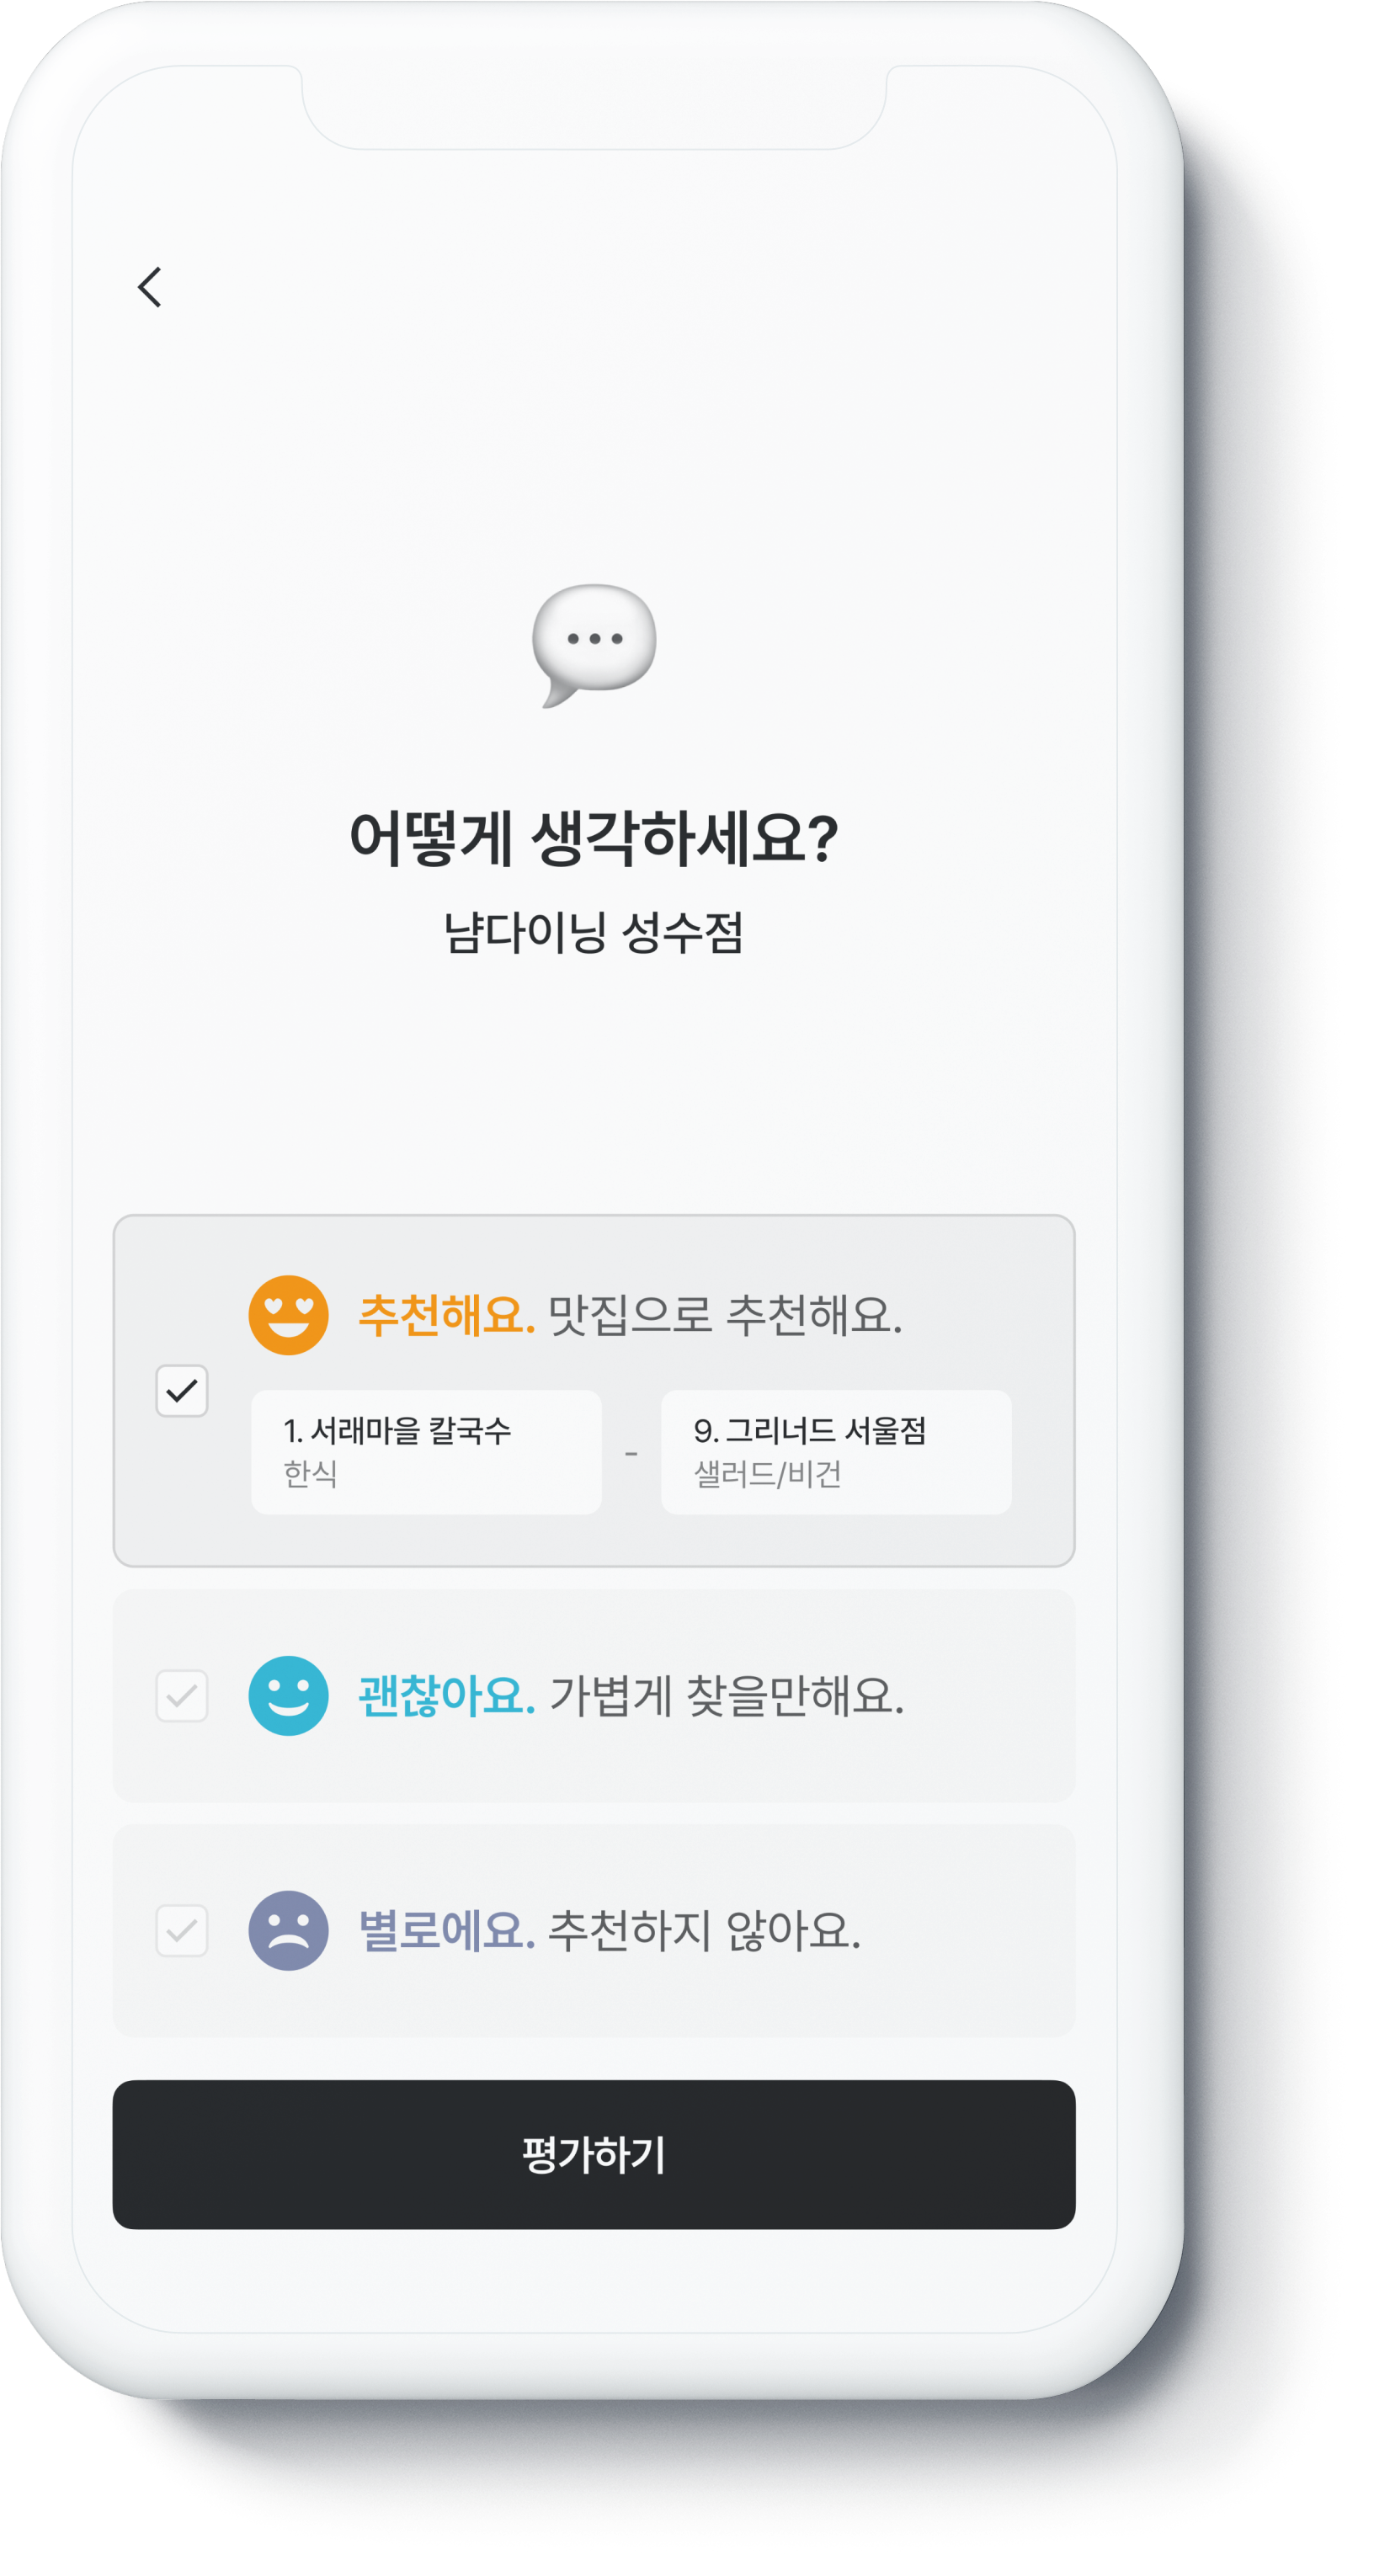 어떻게 생각하세요?
냠다이닝 성수점
추천해요. 맛집으로 추천해요.
1. 서래마을 칼국수
한식
-
9. 그리너드 서울점
샐러드/비건
괜찮아요. 가볍게 찾을만해요.
별로에요. 추천하지 않아요.
평가하기